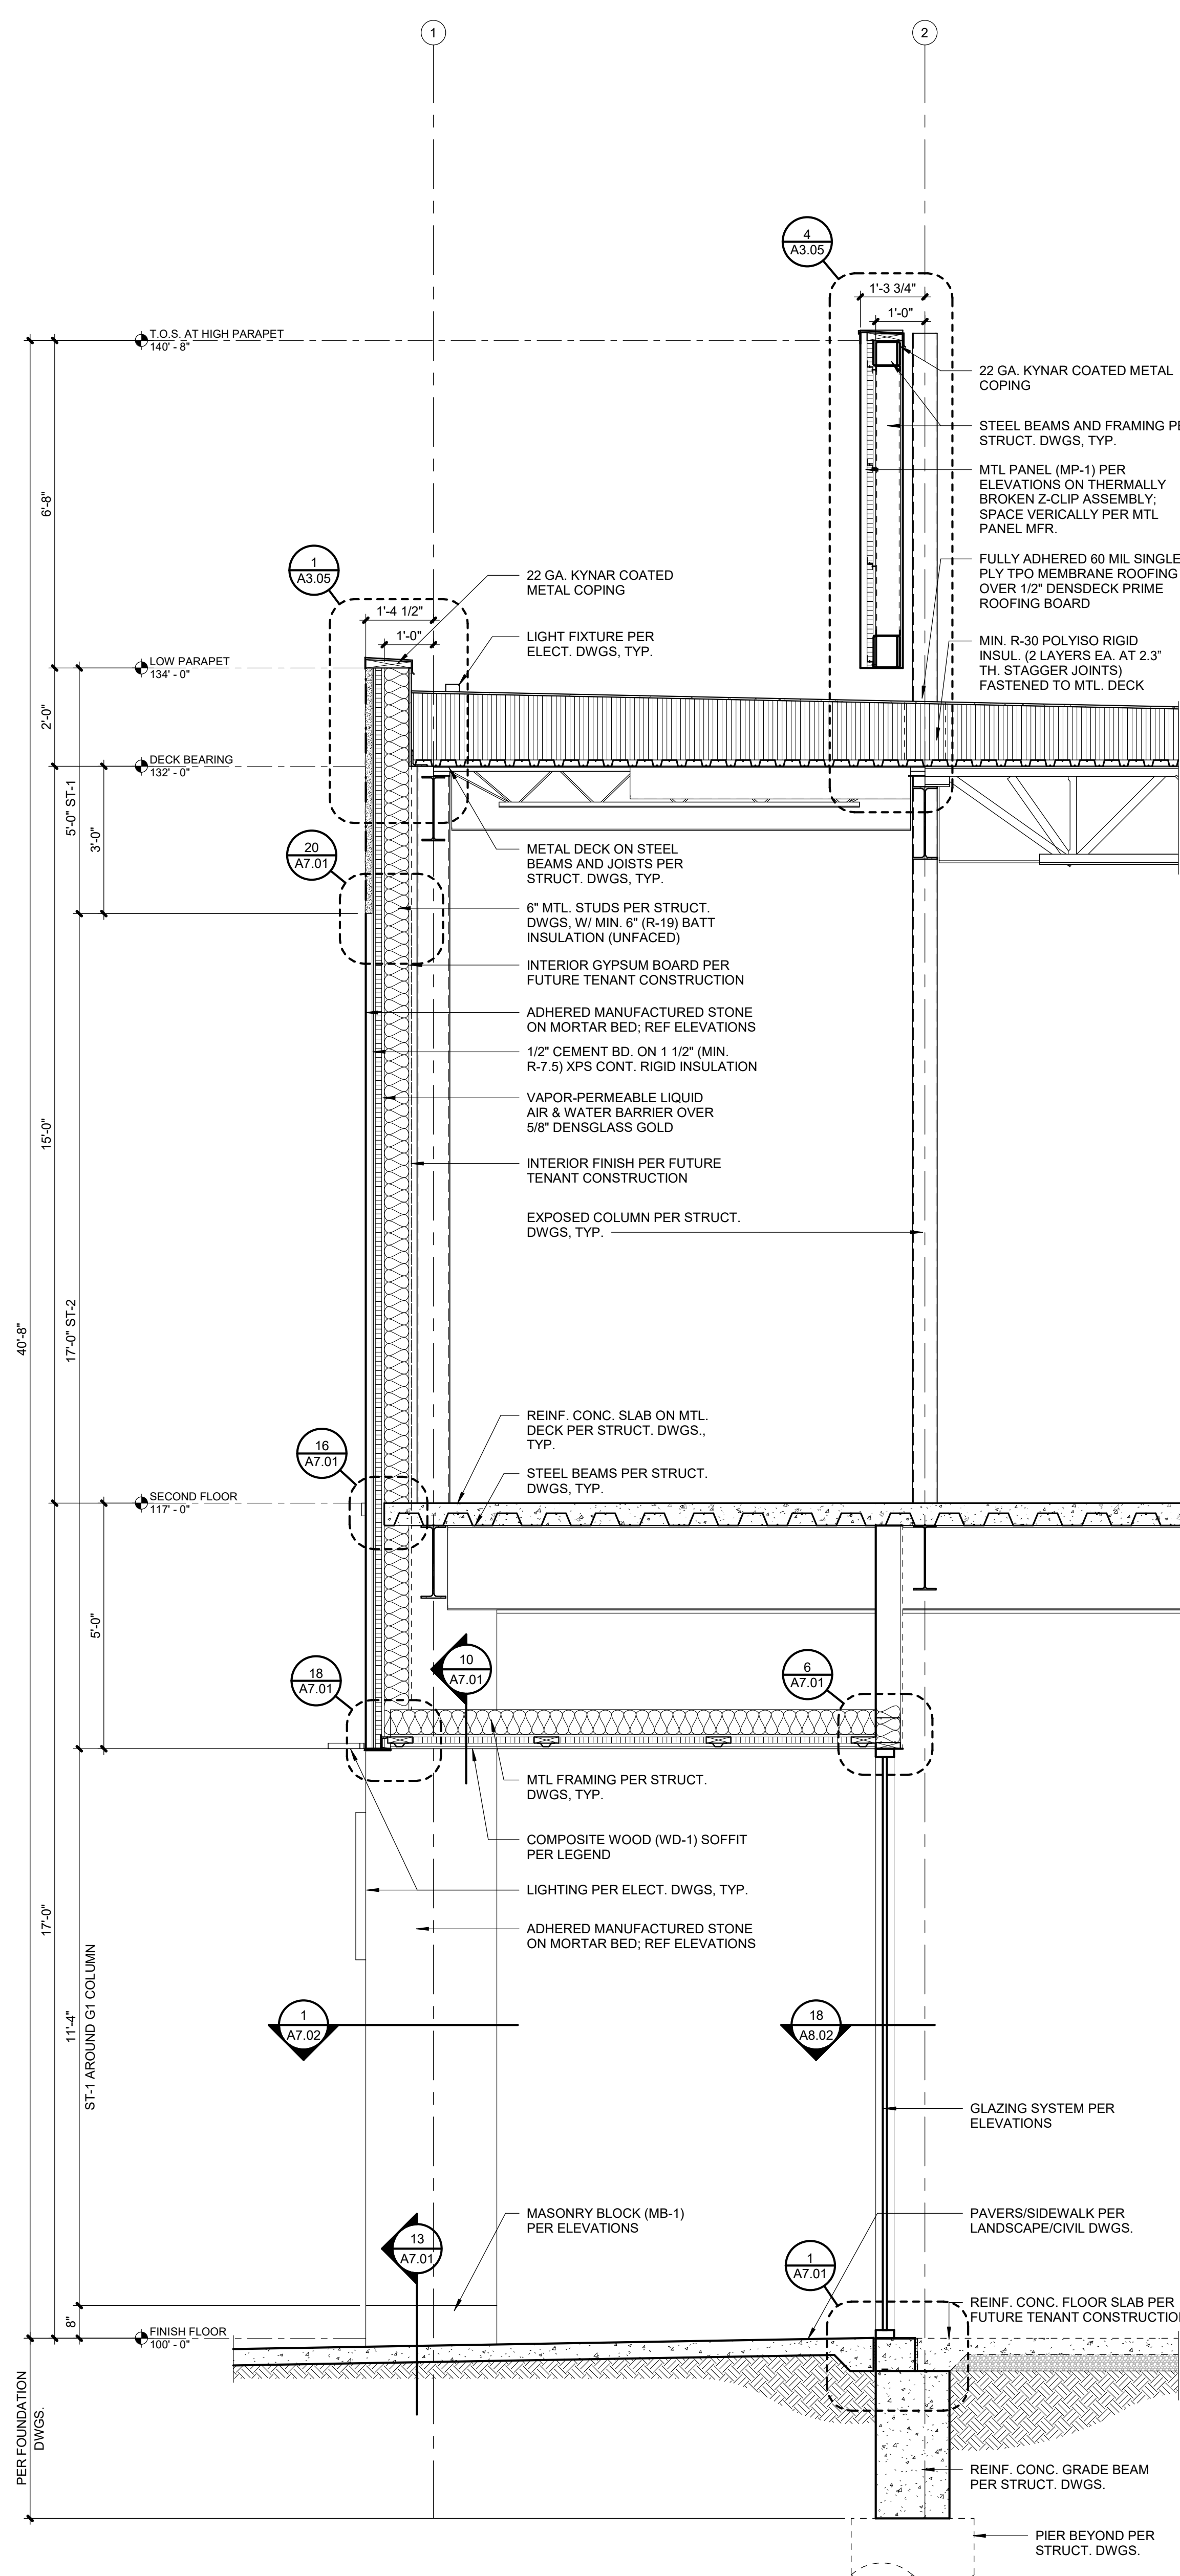 1
2
4
A3.05
1'-3 3/4"
1'-0"
T.O.S. AT HIGH PARAPET
140' - 8"
22 GA. KYNAR COATED METAL
COPING
STEEL BEAMS AND FRAMING PE
STRUCT. DWGS, TYP.
MTL PANEL (MP-1) PER
ELEVATIONS ON THERMALLY
BROKEN Z-CLIP ASSEMBLY;
SPACE VERICALLY PER MTL
PANEL MFR.
6'-8"
1
A3.05
22 GA. KYNAR COATED
METAL COPING
FULLY ADHERED 60 MIL SINGLE
PLY TPO MEMBRANE ROOFING
OVER 1/2" DENSDECK PRIME
ROOFING BOARD
1'-4 1/2"
1'-0"
LIGHT FIXTURE PER
ELECT. DWGS, TYP.
MIN. R-30 POLYISO RIGID
INSUL. (2 LAYERS EA. AT 2.3"
TH. STAGGER JOINTS)
FASTENED TO MTL. DECK
LOW PARAPET
134' - 0"
2'-0"
DECK BEARING
132' - 0"
5'-0" ST-1
3'-0"
20
A7.01
METAL DECK ON STEEL
BEAMS AND JOISTS PER
STRUCT. DWGS, TYP.
6" MTL. STUDS PER STRUCT.
DWGS, W/ MIN. 6" (R-19) BATT
INSULATION (UNFACED)
INTERIOR GYPSUM BOARD PER
FUTURE TENANT CONSTRUCTION
ADHERED MANUFACTURED STONE
ON MORTAR BED; REF ELEVATIONS
1/2" CEMENT BD. ON 1 1/2" (MIN.
R-7.5) XPS CONT. RIGID INSULATION
VAPOR-PERMEABLE LIQUID
AIR & WATER BARRIER OVER
5/8" DENSGLASS GOLD
15'-0"
INTERIOR FINISH PER FUTURE
TENANT CONSTRUCTION
EXPOSED COLUMN PER STRUCT.
DWGS, TYP.
40'-8"
17'-0" ST-2
REINF. CONC. SLAB ON MTL.
DECK PER STRUCT. DWGS.,
TYP.
16
A7.01
STEEL BEAMS PER STRUCT.
DWGS, TYP.
SECOND FLOOR
117' - 0"
5'-0"
18
A7.01
10
A7.01
6
A7.01
MTL FRAMING PER STRUCT.
DWGS, TYP.
COMPOSITE WOOD (WD-1) SOFFIT
PER LEGEND
LIGHTING PER ELECT. DWGS, TYP.
ADHERED MANUFACTURED STONE
ON MORTAR BED; REF ELEVATIONS
17'-0"
11'-4"
ST-1 AROUND G1 COLUMN
1
A7.02
18
A8.02
GLAZING SYSTEM PER
ELEVATIONS
MASONRY BLOCK (MB-1)
PER ELEVATIONS
PAVERS/SIDEWALK PER
LANDSCAPE/CIVIL DWGS.
13
A7.01
1
A7.01
8"
REINF. CONC. FLOOR SLAB PER
FUTURE TENANT CONSTRUCTIO
FINISH FLOOR
100' - 0"
PER FOUNDATION
DWGS.
REINF. CONC. GRADE BEAM
PER STRUCT. DWGS.
PIER BEYOND PER
STRUCT. DWGS.